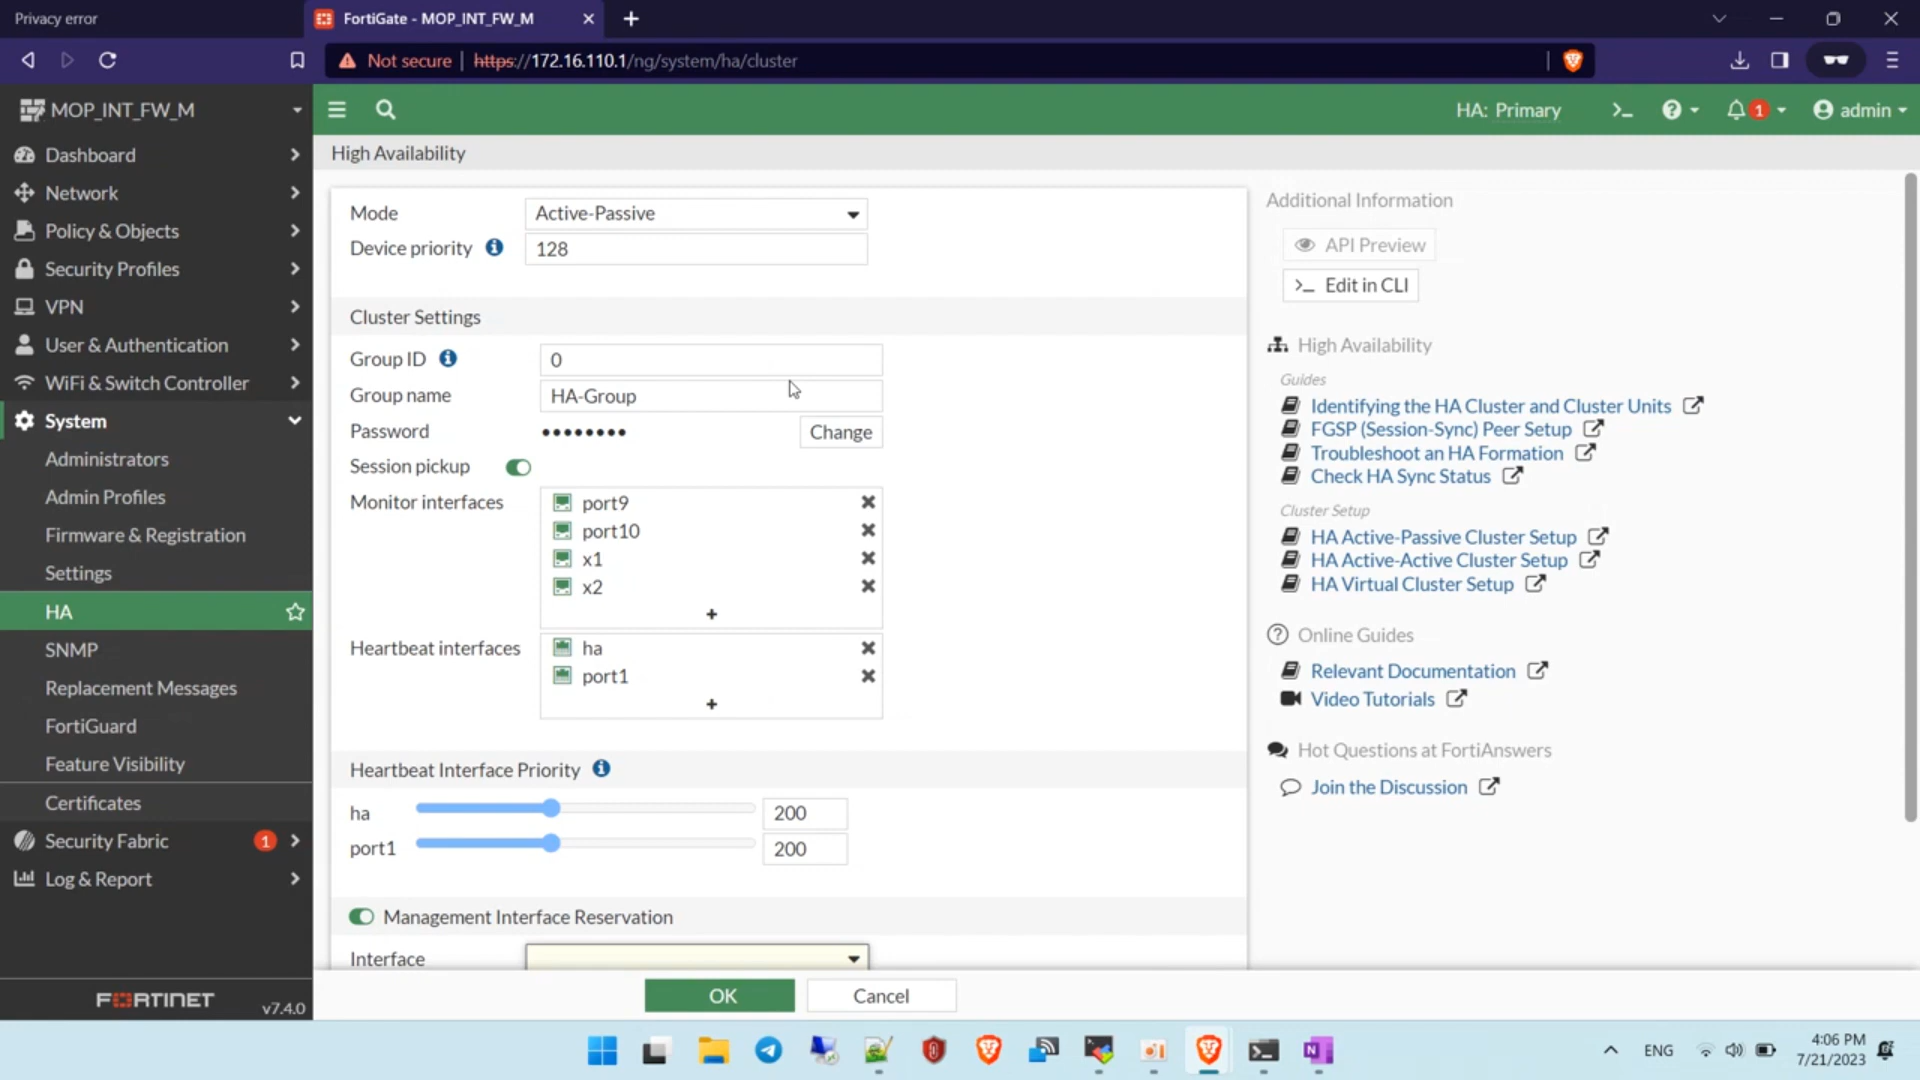 Privacy error
FortiGate - MOP_INT_FW_M
Not secure | https://172.16.110.1/ng/system/ha/cluster
MOP_INT_FW_M
HA: Primary
1
admin
Dashboard
Network
Policy & Objects
Security Profiles
VPN
User & Authentication
WiFi & Switch Controller
System
Administrators
Admin Profiles
Firmware & Registration
Settings
HA
SNMP
Replacement Messages
FortiGuard
Feature Visibility
Certificates
Security Fabric 1
Log & Report
FORTINET v7.4.0
High Availability
Mode Active-Passive
Device priority 128
Cluster Settings
Group ID 0
Group name HA-Group
Password •••••••• Change
Session pickup
Monitor interfaces port9
port10
x1
x2
+
Heartbeat interfaces ha
port1
+
Heartbeat Interface Priority
ha 200
port1 200
Management Interface Reservation
Interface
OK Cancel
Additional Information
API Preview
>_ Edit in CLI
High Availability
Guides
Identifying the HA Cluster and Cluster Units
FGSP (Session-Sync) Peer Setup
Troubleshoot an HA Formation
Check HA Sync Status
Cluster Setup
HA Active-Passive Cluster Setup
HA Active-Active Cluster Setup
HA Virtual Cluster Setup
Online Guides
Relevant Documentation
Video Tutorials
Hot Questions at FortiAnswers
Join the Discussion
ENG
4:06 PM
7/21/2023